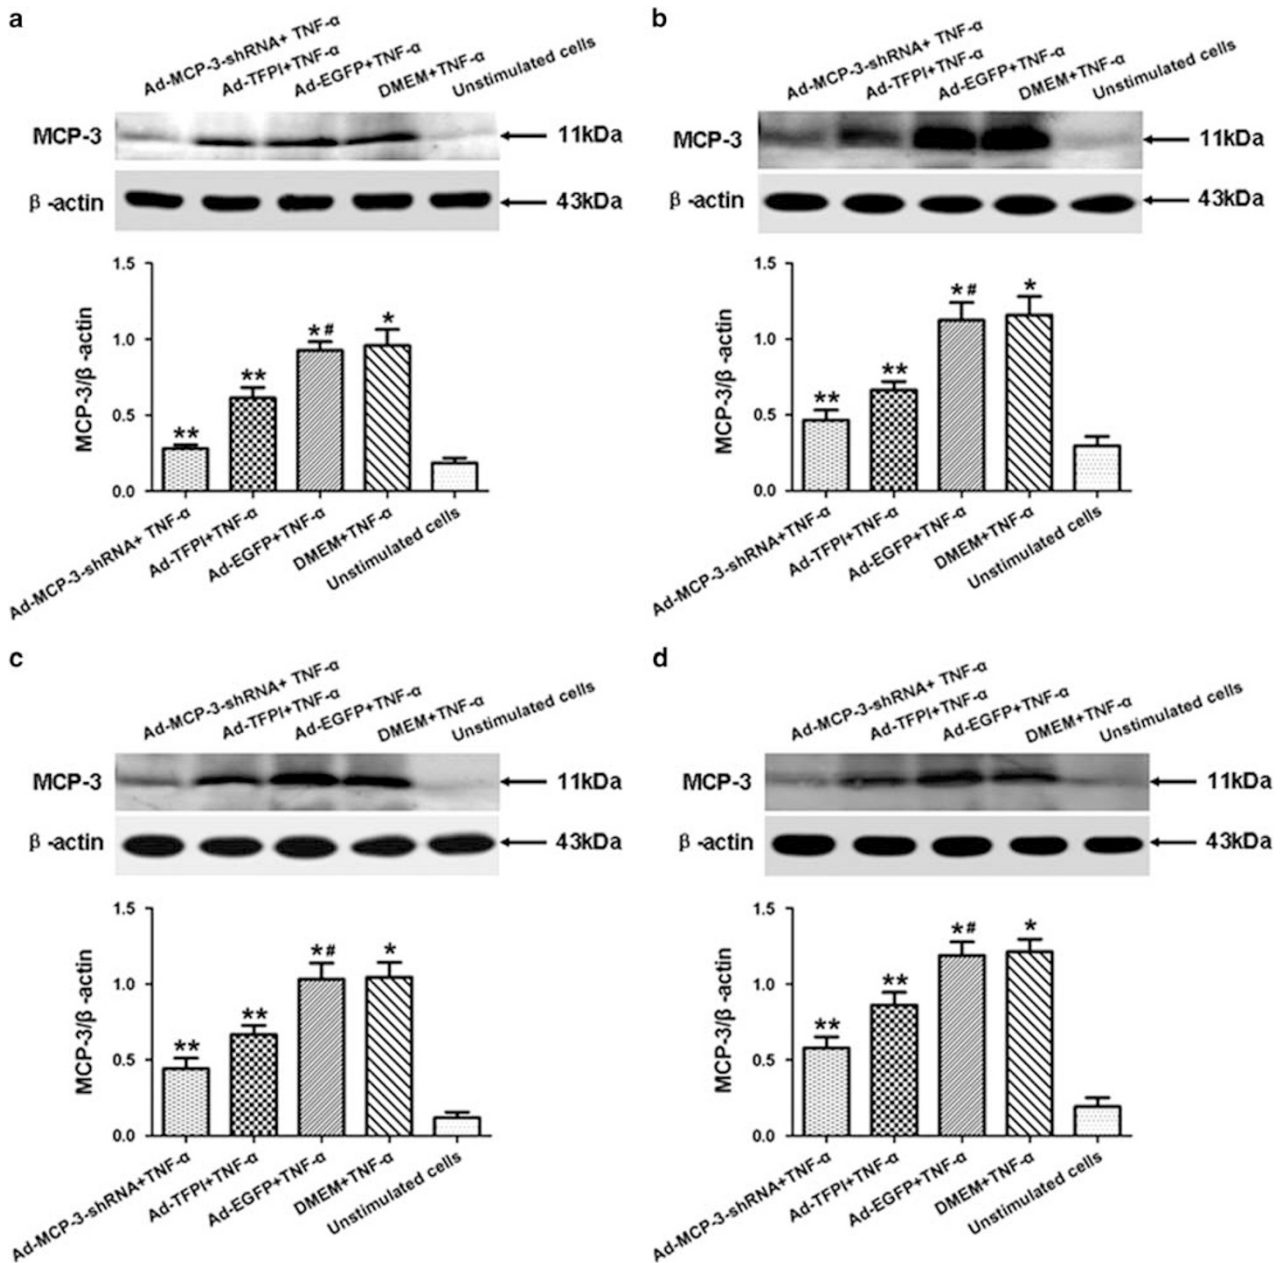 a
Ad-MCP-3-shRNA+ TNF-α
Ad-TFPI+TNF-α
Ad-EGFP+TNF-α
DMEM+TNF-α
Unstimulated cells
MCP-3
11kDa
β -actin
43kDa
MCP-3/β -actin
1.5
1.0
0.5
0.0
**
**
*#
*
Ad-MCP-3-shRNA+ TNF-α
Ad-TFPI+TNF-α
Ad-EGFP+TNF-α
DMEM+TNF-α
Unstimulated cells
b
Ad-MCP-3-shRNA+ TNF-α
Ad-TFPI+TNF-α
Ad-EGFP+TNF-α
DMEM+TNF-α
Unstimulated cells
MCP-3
11kDa
β -actin
43kDa
MCP-3/β -actin
1.5
1.0
0.5
0.0
**
**
*#
*
Ad-MCP-3-shRNA+TNF-α
Ad-TFPI+TNF-α
Ad-EGFP+TNF-α
DMEM+TNF-α
Unstimulated cells
c
Ad-MCP-3-shRNA+ TNF-α
Ad-TFPI+TNF-α
Ad-EGFP+TNF-α
DMEM+TNF-α
Unstimulated cells
MCP-3
11kDa
β -actin
43kDa
MCP-3/β -actin
1.5
1.0
0.5
0.0
**
**
*#
*
Ad-MCP-3-shRNA+TNF-α
Ad-TFPI+TNF-α
Ad-EGFP+TNF-α
DMEM+TNF-α
Unstimulated cells
d
Ad-MCP-3-shRNA+ TNF-α
Ad-TFPI+TNF-α
Ad-EGFP+TNF-α
DMEM+TNF-α
Unstimulated cells
MCP-3
11kDa
β -actin
43kDa
MCP-3/β -actin
1.5
1.0
0.5
0.0
**
**
*#
*
Ad-MCP-3-shRNA+TNF-α
Ad-TFPI+TNF-α
Ad-EGFP+TNF-α
DMEM+TNF-α
Unstimulated cells